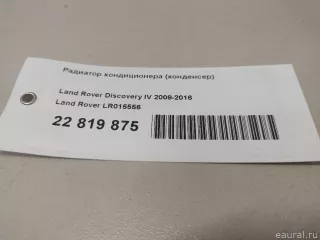 Радиатор кондиционера (конденсер)
Land Rover Discovery IV 2009-2016
Land Rover LR015556
22 819 875
eaural.ru